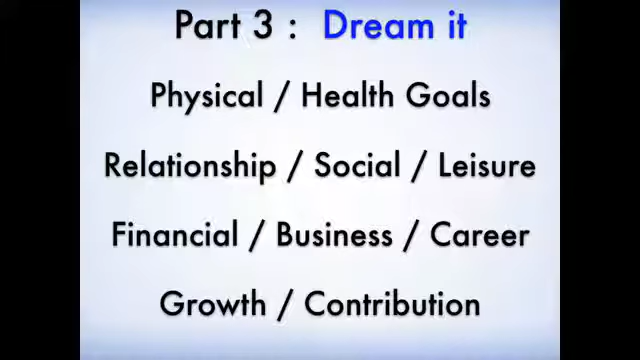 Part 3 : Dream it
Physical / Health Goals
Relationship / Social / Leisure
Financial / Business / Career
Growth / Contribution